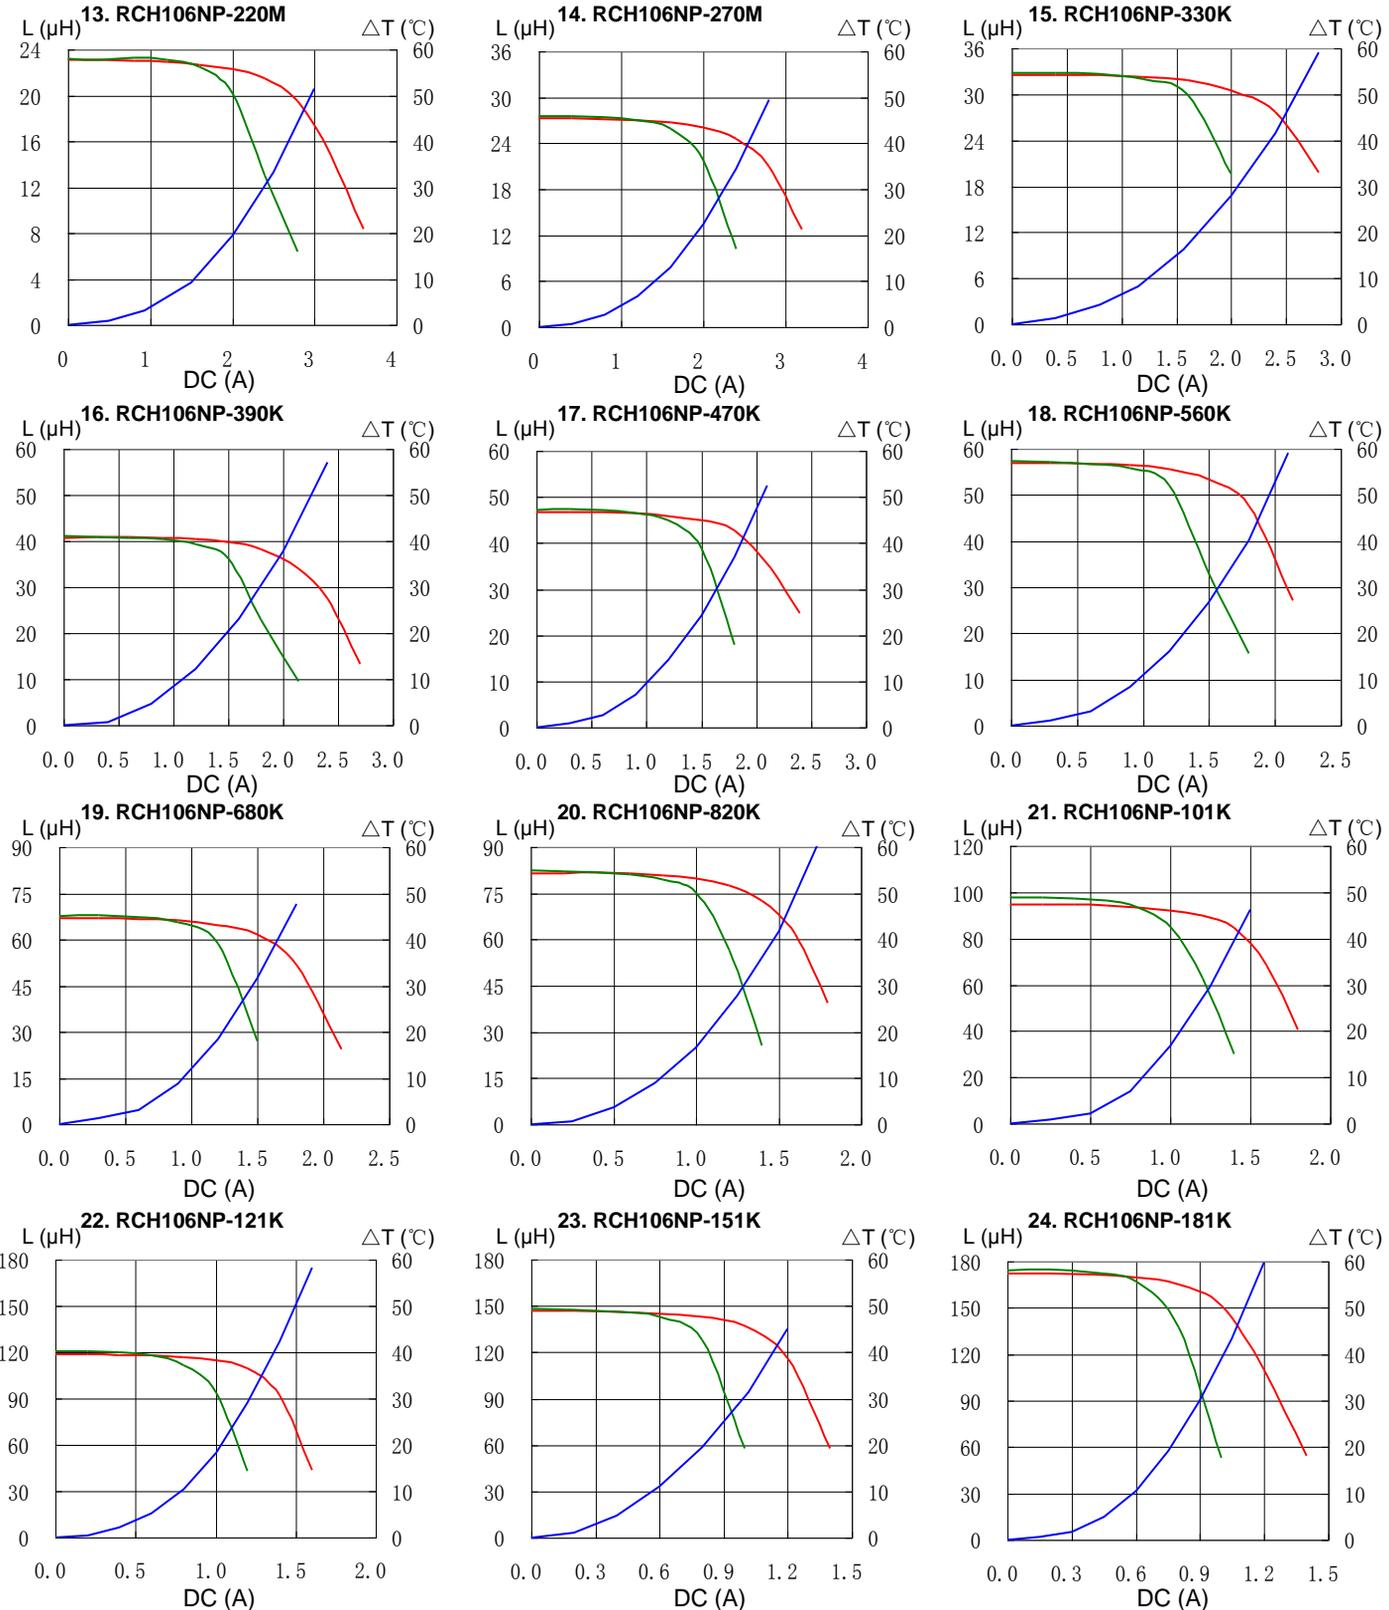 13. RCH106NP-220M
L (µH) △T (℃)
24 60
20 50
16 40
12 30
8 20
4 10
0 0
0 1 2 3 4
DC (A)
14. RCH106NP-270M
L (µH) △T (℃)
36 60
30 50
24 40
18 30
12 20
6 10
0 0
0 1 2 3 4
DC (A)
15. RCH106NP-330K
L (µH) △T (℃)
36 60
30 50
24 40
18 30
12 20
6 10
0 0
0.0 0.5 1.0 1.5 2.0 2.5 3.0
DC (A)
16. RCH106NP-390K
L (µH) △T (℃)
60 60
50 50
40 40
30 30
20 20
10 10
0 0
0.0 0.5 1.0 1.5 2.0 2.5 3.0
DC (A)
17. RCH106NP-470K
L (µH) △T (℃)
60 60
50 50
40 40
30 30
20 20
10 10
0 0
0.0 0.5 1.0 1.5 2.0 2.5 3.0
DC (A)
18. RCH106NP-560K
L (µH) △T (℃)
60 60
50 50
40 40
30 30
20 20
10 10
0 0
0.0 0.5 1.0 1.5 2.0 2.5
DC (A)
19. RCH106NP-680K
L (µH) △T (℃)
90 60
75 50
60 40
45 30
30 20
15 10
0 0
0.0 0.5 1.0 1.5 2.0 2.5
DC (A)
20. RCH106NP-820K
L (µH) △T (℃)
90 60
75 50
60 40
45 30
30 20
15 10
0 0
0.0 0.5 1.0 1.5 2.0
DC (A)
21. RCH106NP-101K
L (µH) △T (℃)
120 60
100 50
80 40
60 30
40 20
20 10
0 0
0.0 0.5 1.0 1.5 2.0
DC (A)
22. RCH106NP-121K
L (µH) △T (℃)
180 60
150 50
120 40
90 30
60 20
30 10
0 0
0.0 0.5 1.0 1.5 2.0
DC (A)
23. RCH106NP-151K
L (µH) △T (℃)
180 60
150 50
120 40
90 30
60 20
30 10
0 0
0.0 0.3 0.6 0.9 1.2 1.5
DC (A)
24. RCH106NP-181K
L (µH) △T (℃)
180 60
150 50
120 40
90 30
60 20
30 10
0 0
0.0 0.3 0.6 0.9 1.2 1.5
DC (A)